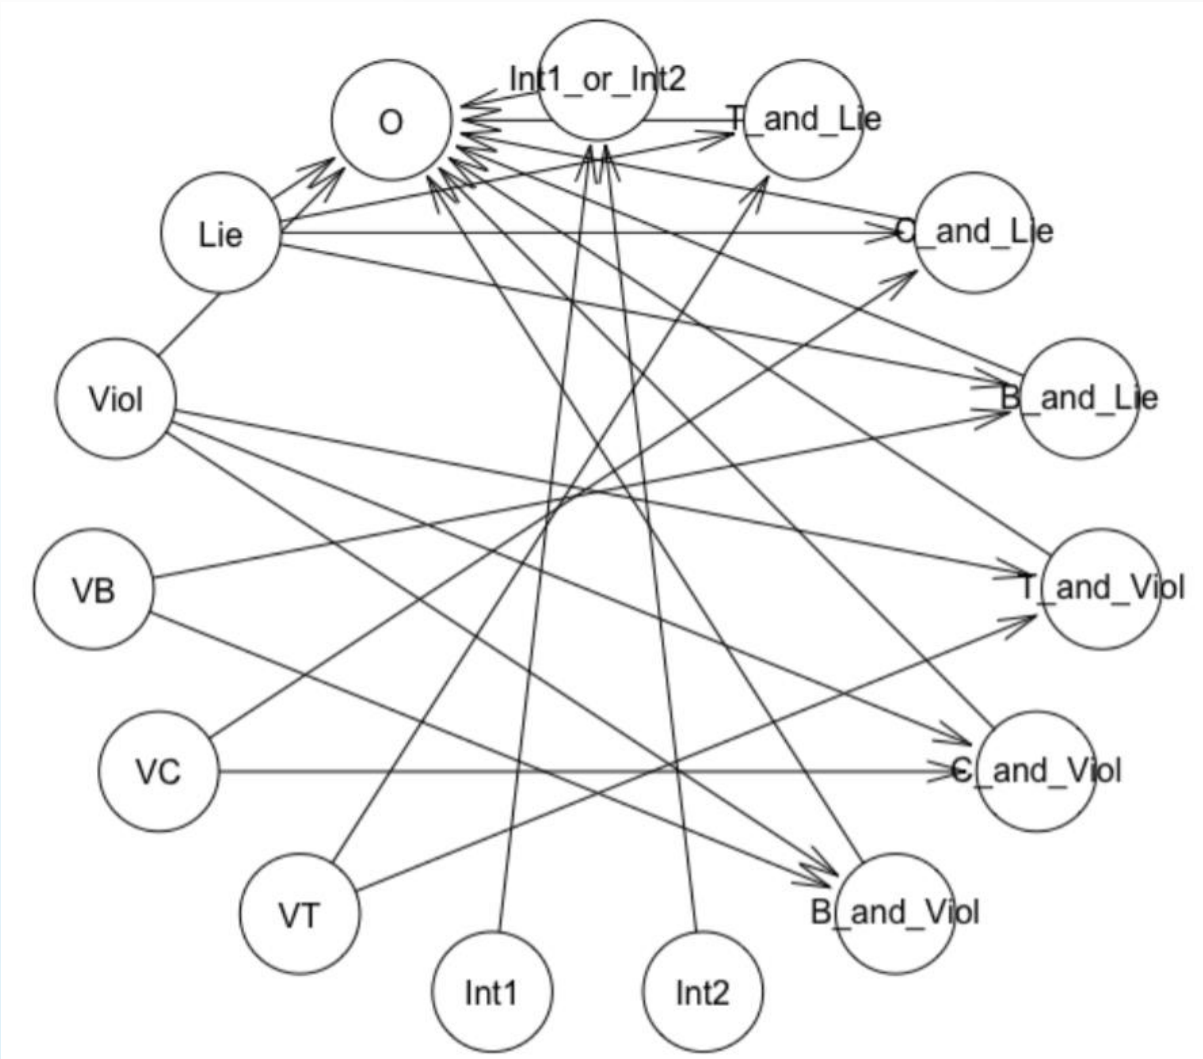 Int1_or_Int2
O
T_and_Lie
Lie
C_and_Lie
Viol
B_and_Lie
VB
T_and_Viol
VC
C_and_Viol
VT
B_and_Viol
Int1
Int2